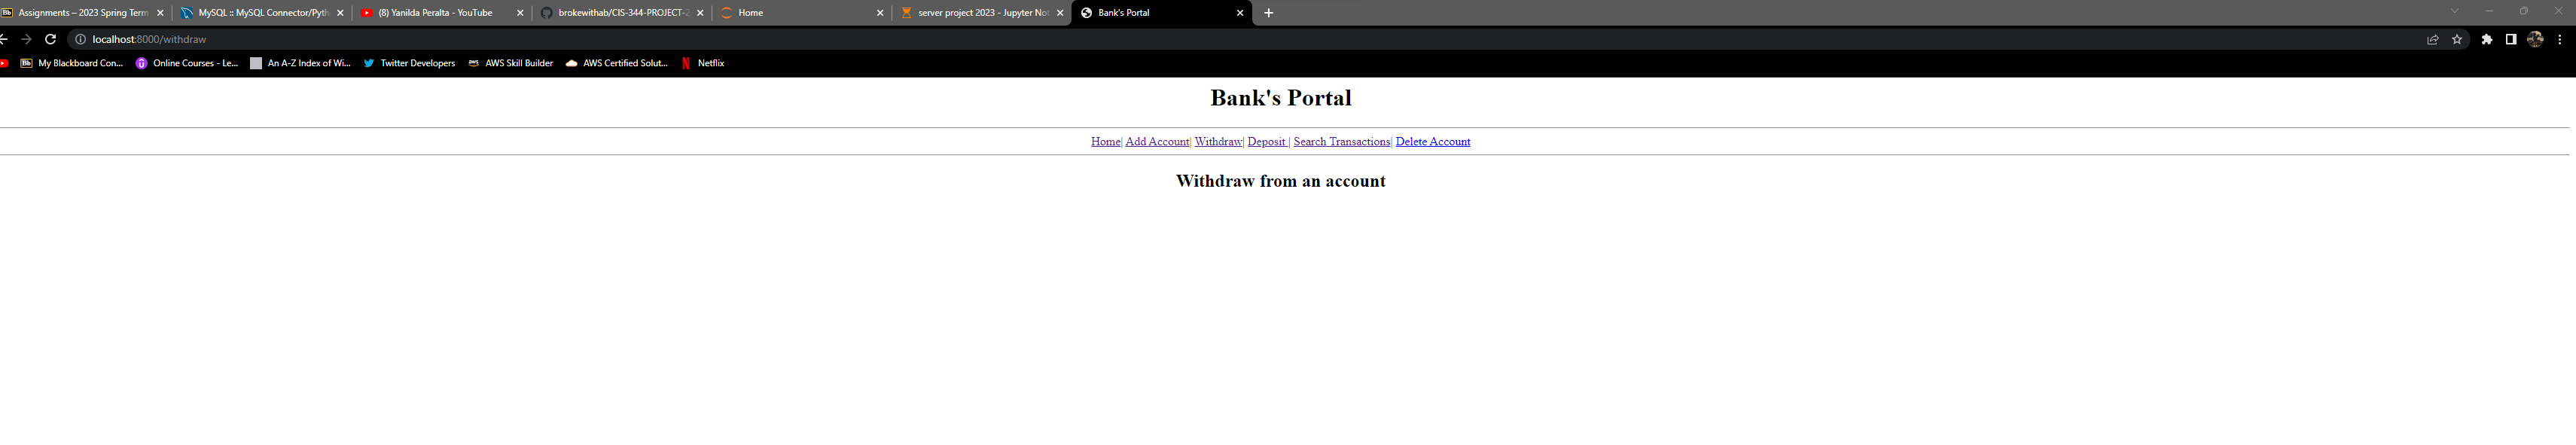 Assignments – 2023 Spring Term
MySQL :: MySQL Connector/Pyth
(8) Yanilda Peralta - YouTube
brokewithab/CIS-344-PROJECT-2
Home
server project 2023 - Jupyter Not
Bank's Portal
localhost:8000/withdraw
Bb My Blackboard Con... Online Courses - Le... An A-Z Index of Wi... Twitter Developers aws AWS Skill Builder AWS Certified Solut... Netflix
Bank's Portal
Home| Add Account| Withdraw| Deposit | Search Transactions| Delete Account
Withdraw from an account